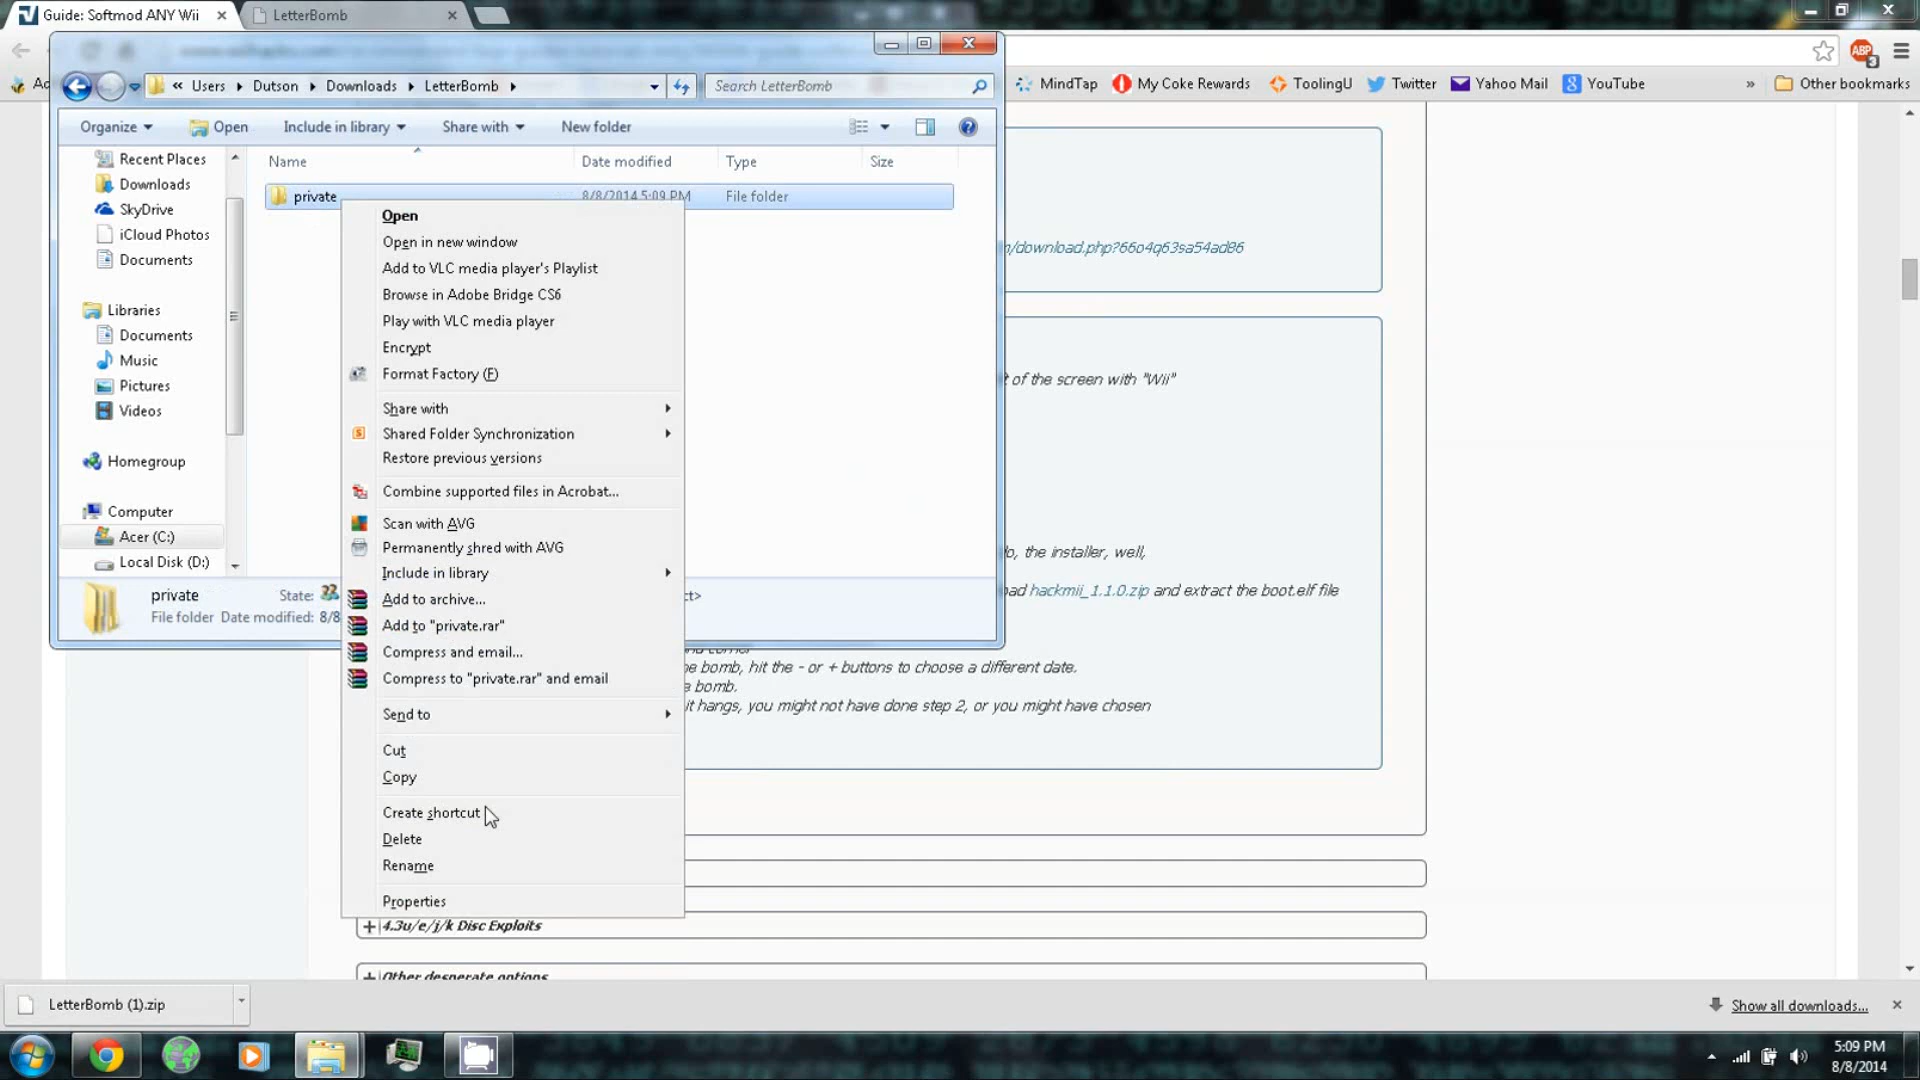 Guide: Softmod ANY Wii
LetterBomb
ABP
3
MindTap
My Coke Rewards
ToolingU
Twitter
Yahoo Mail
YouTube
»
Other bookmarks
« Users Dutson Downloads LetterBomb
Search LetterBomb
Organize
Open
Include in library
Share with
New folder
Name
Date modified
Type
Size
Recent Places
Downloads
SkyDrive
iCloud Photos
Documents
Libraries
Documents
Music
Pictures
Videos
Homegroup
Computer
Acer (C:)
Local Disk (D:)
private
8/8/2014 5:09 PM
File folder
Open
Open in new window
Add to VLC media player's Playlist
Browse in Adobe Bridge CS6
Play with VLC media player
Encrypt
Format Factory (F)
Share with
Shared Folder Synchronization
Restore previous versions
Combine supported files in Acrobat...
Scan with AVG
Permanently shred with AVG
Include in library
Add to archive...
Add to "private.rar"
Compress and email...
Compress to "private.rar" and email
Send to
Cut
Copy
Create shortcut
Delete
Rename
Properties
private
State:
File folder Date modified: 8/8
ct>
/download.php?66o4q63sa54ad86
t of the screen with "Wii"
o, the installer, well,
ad hackmii_1.1.0.zip and extract the boot.elf file
corner
e bomb, hit the - or + buttons to choose a different date.
e bomb.
it hangs, you might not have done step 2, or you might have chosen
+ 4.3u/e/j/k Disc Exploits
+ Other desperate options
LetterBomb (1).zip
Show all downloads...
5:09 PM
8/8/2014